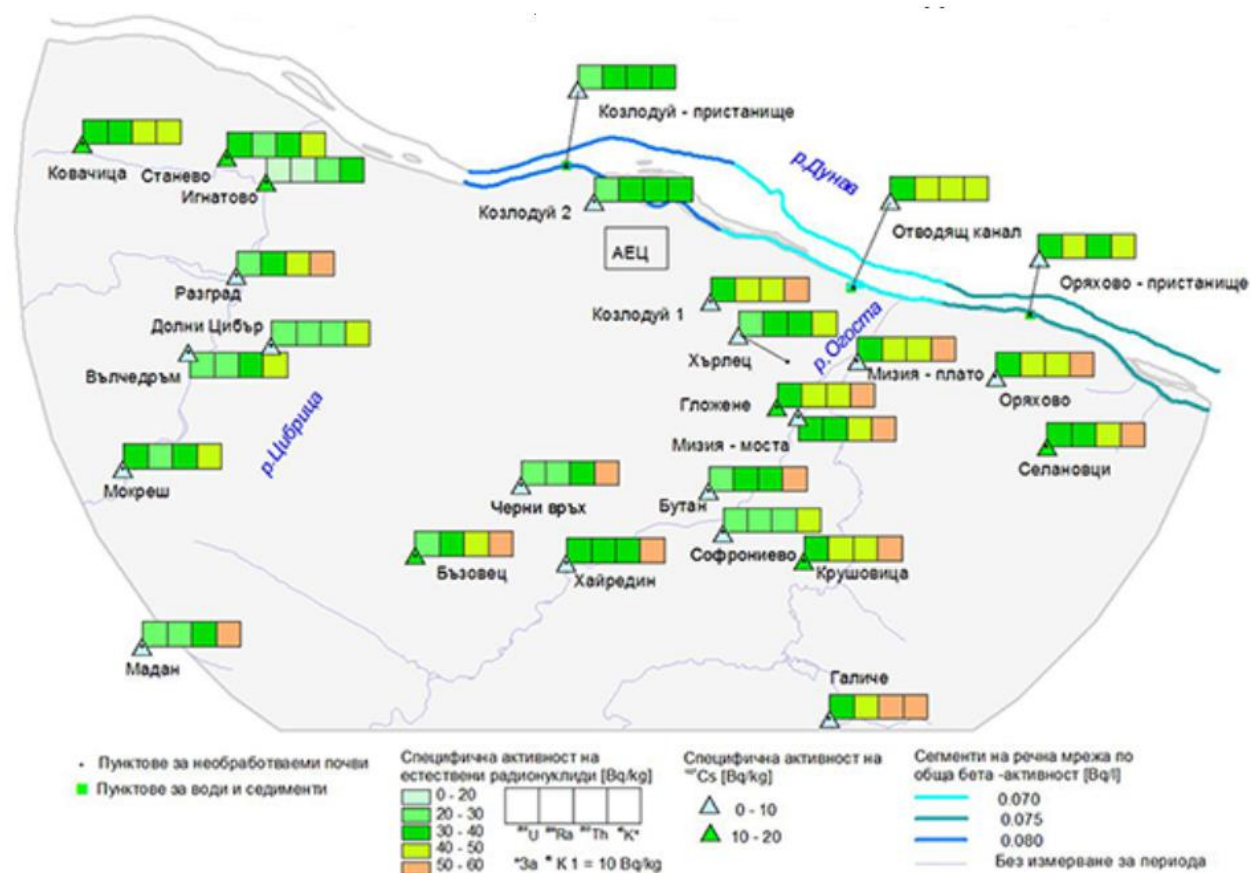 Козлодуй - пристанище
р.Дунав
Ковачица
Станево
Игнатово
Козлодуй 2
Отводящ канал
АЕЦ
Оряхово - пристанище
Разград
Козлодуй 1
Долни Цибър
Хърлец
р.Огоста
Вълчедръм
Мизия - плато
Оряхово
Гложене
р.Цибрица
Мизия - моста
Селановци
Мокреш
Черни връх
Бутан
Софрониево
Бъзовец
Хайредин
Крушовица
Мадан
Галиче
Пунктове за необработваеми почви
Пунктове за води и седименти
Специфична активност на
естествени радионуклиди [Bq/kg]
0 - 20
20 - 30
30 - 40
40 - 50
50 - 60
U Ra Th K*
*За K 1 = 10 Bq/kg
Специфична активност на
Cs [Bq/kg]
0 - 10
10 - 20
Сегменти на речна мрежа по
обща бета -активност [Bq/l]
0.070
0.075
0.080
Без измерване за периода